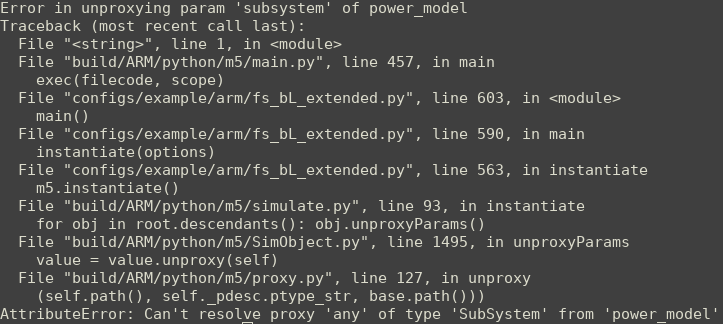 Error in unproxying param 'subsystem' of power_model
Traceback (most recent call last):
  File "<string>", line 1, in <module>
  File "build/ARM/python/m5/main.py", line 457, in main
    exec(filecode, scope)
  File "configs/example/arm/fs_bL_extended.py", line 603, in <module>
    main()
  File "configs/example/arm/fs_bL_extended.py", line 590, in main
    instantiate(options)
  File "configs/example/arm/fs_bL_extended.py", line 563, in instantiate
    m5.instantiate()
  File "build/ARM/python/m5/simulate.py", line 93, in instantiate
    for obj in root.descendants(): obj.unproxyParams()
  File "build/ARM/python/m5/SimObject.py", line 1495, in unproxyParams
    value = value.unproxy(self)
  File "build/ARM/python/m5/proxy.py", line 127, in unproxy
    (self.path(), self._pdesc.ptype_str, base.path()))
AttributeError: Can't resolve proxy 'any' of type 'SubSystem' from 'power_model'